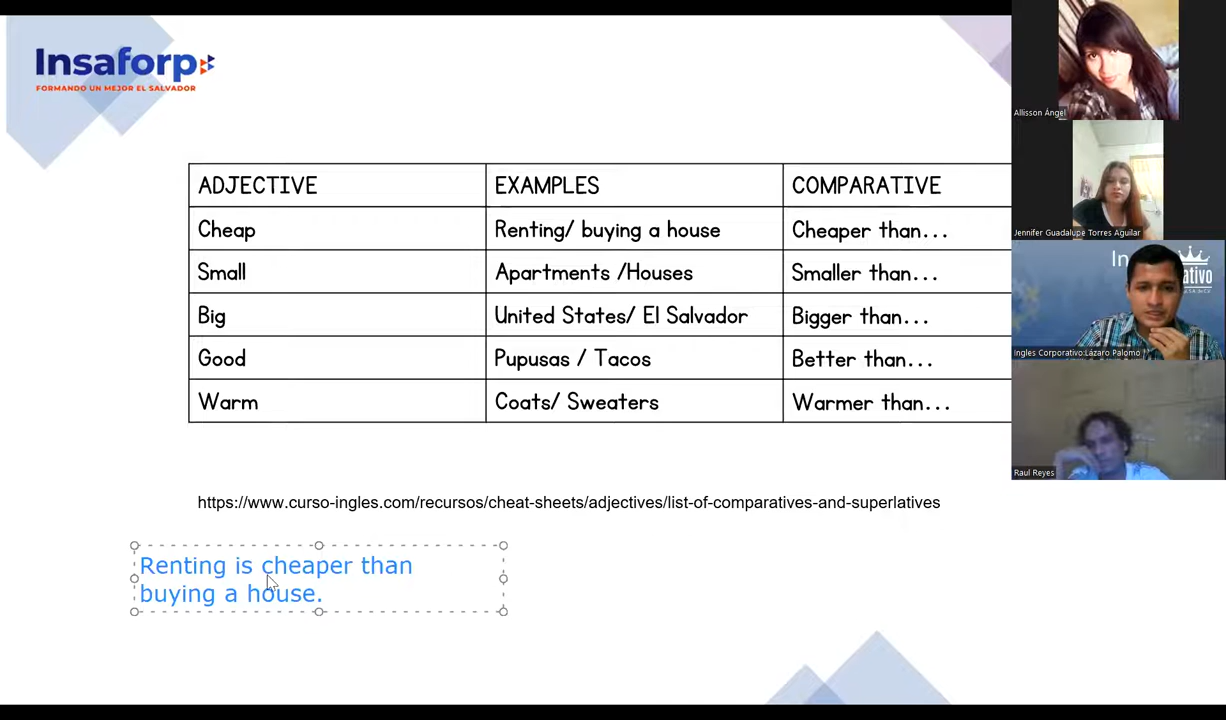 Insaforp
FORMANDO UN MEJOR EL SALVADOR
ADJECTIVE EXAMPLES COMPARATIVE
Cheap Renting/ buying a house Cheaper than...
Small Apartments /Houses Smaller than...
Big United States/ El Salvador Bigger than...
Good Pupusas / Tacos Better than...
Warm Coats/ Sweaters Warmer than...
https://www.curso-ingles.com/recursos/cheat-sheets/adjectives/list-of-comparatives-and-superlatives
Renting is cheaper than
buying a house.
Allisson Ángel
Jennifer Guadalupe Torres Aguilar
Ingles Corporativo:Lázaro Palomo
Raul Reyes